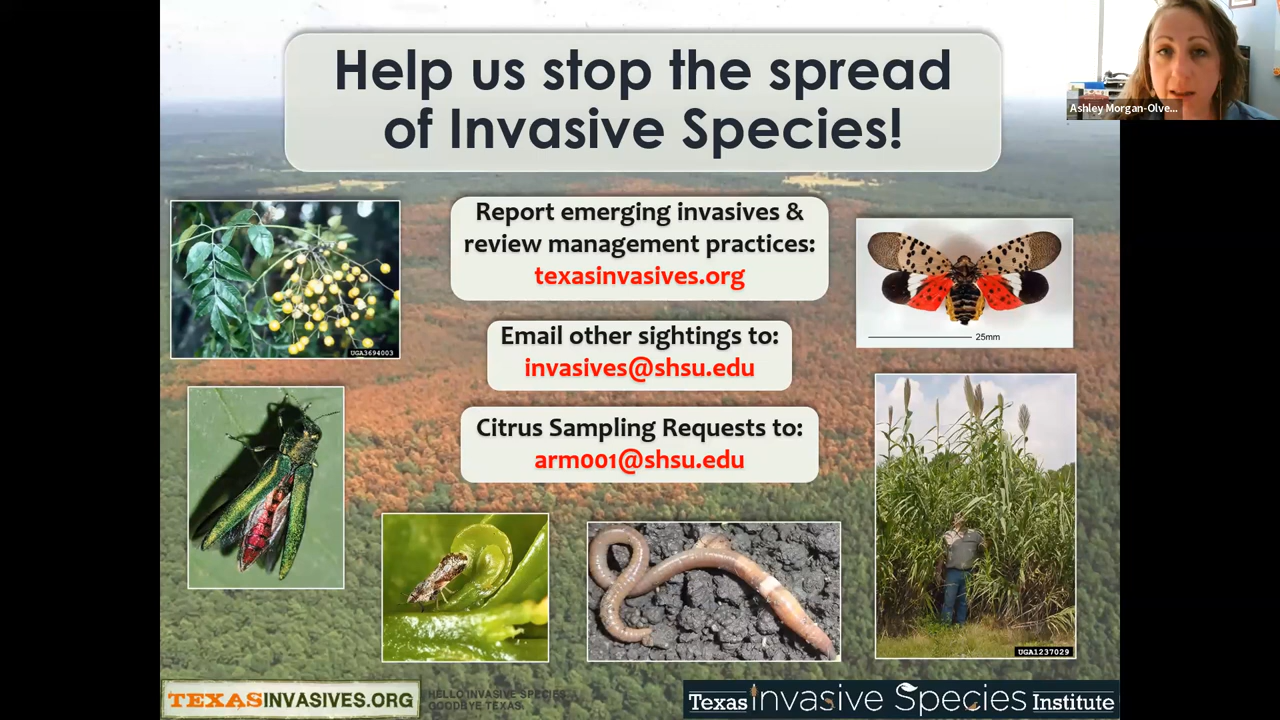 Help us stop the spread
of Invasive Species!
Ashley Morgan-Olve...
Report emerging invasives &
review management practices:
texasinvasives.org
Email other sightings to:
invasives@shsu.edu
Citrus Sampling Requests to:
arm001@shsu.edu
UGA3694003
25mm
UGA1237029
TEXASINVASIVES.ORG
HELLO INVASIVE SPECIES
GOODBYE TEXAS
Texas Invasive Species Institute